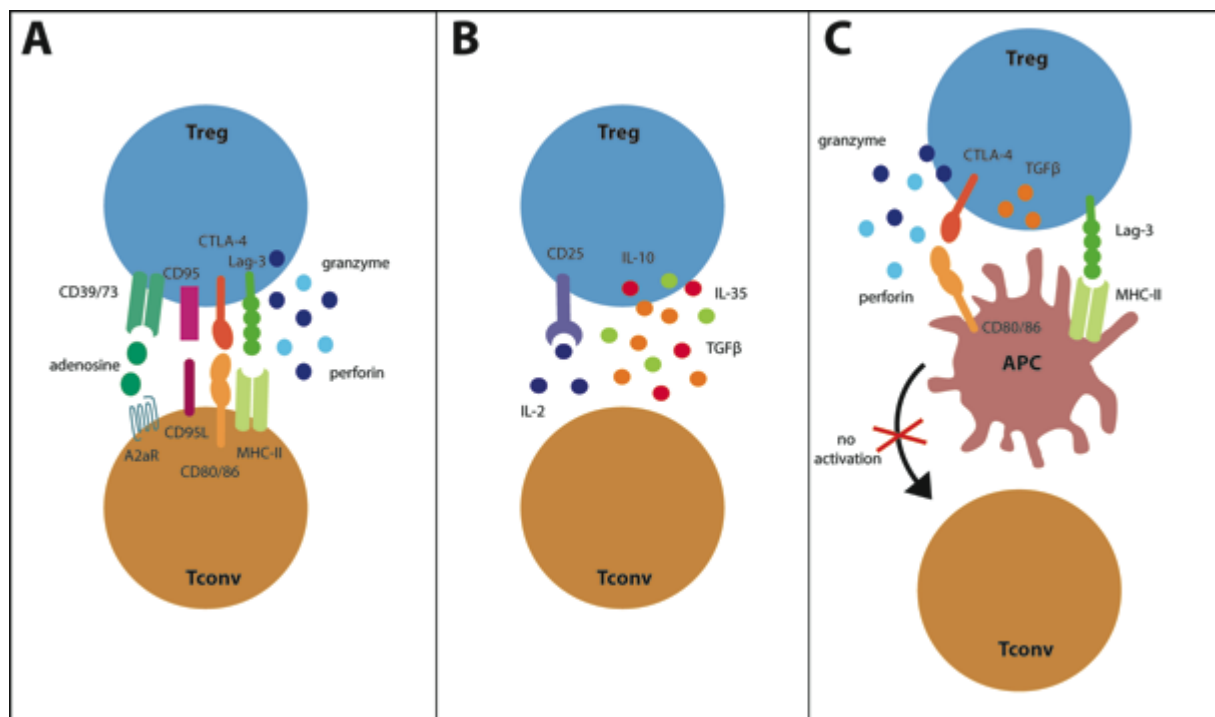 A
Treg
CTLA-4
CD95
Lag-3
granzyme
CD39/73
adenosine
perforin
CD95L
A2aR
MHC-II
CD80/86
Tconv
B
Treg
CD25
IL-10
IL-35
TGFβ
IL-2
Tconv
C
Treg
granzyme
CTLA-4
TGFβ
Lag-3
perforin
MHC-II
CD80/86
APC
no
activation
Tconv